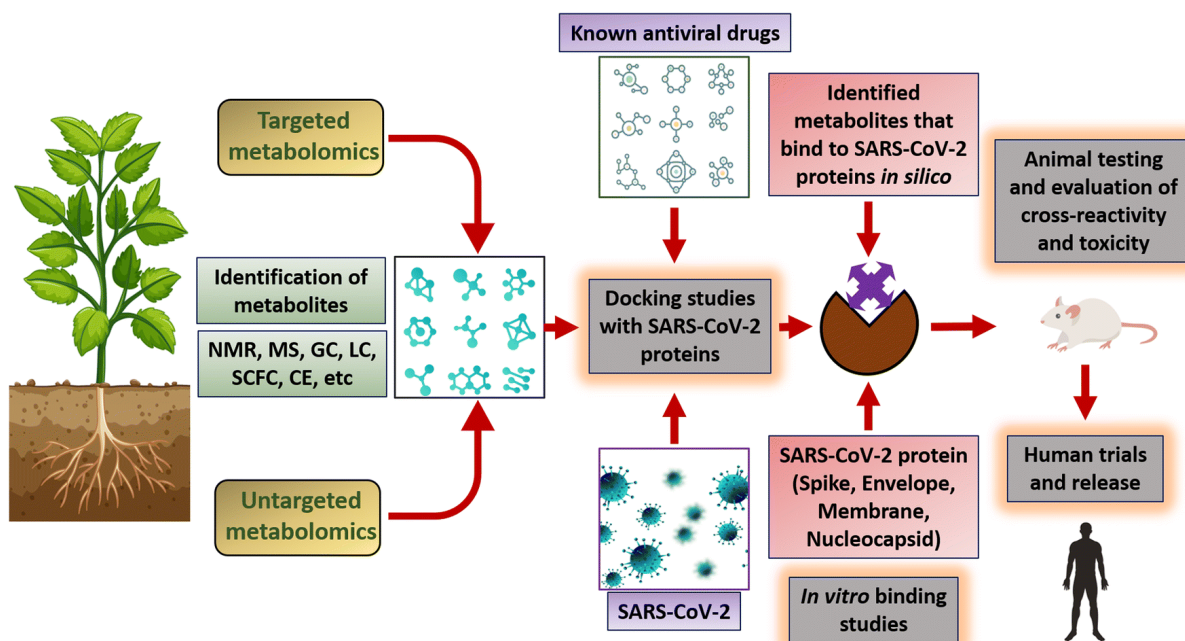 Targeted
metabolomics
Identification of
metabolites
NMR, MS, GC, LC,
SCFC, CE, etc
Untargeted
metabolomics
Known antiviral drugs
Docking studies
with SARS-CoV-2
proteins
SARS-CoV-2
Identified
metabolites that
bind to SARS-CoV-2
proteins in silico
SARS-CoV-2 protein
(Spike, Envelope,
Membrane,
Nucleocapsid)
In vitro binding
studies
Animal testing
and evaluation of
cross-reactivity
and toxicity
Human trials
and release